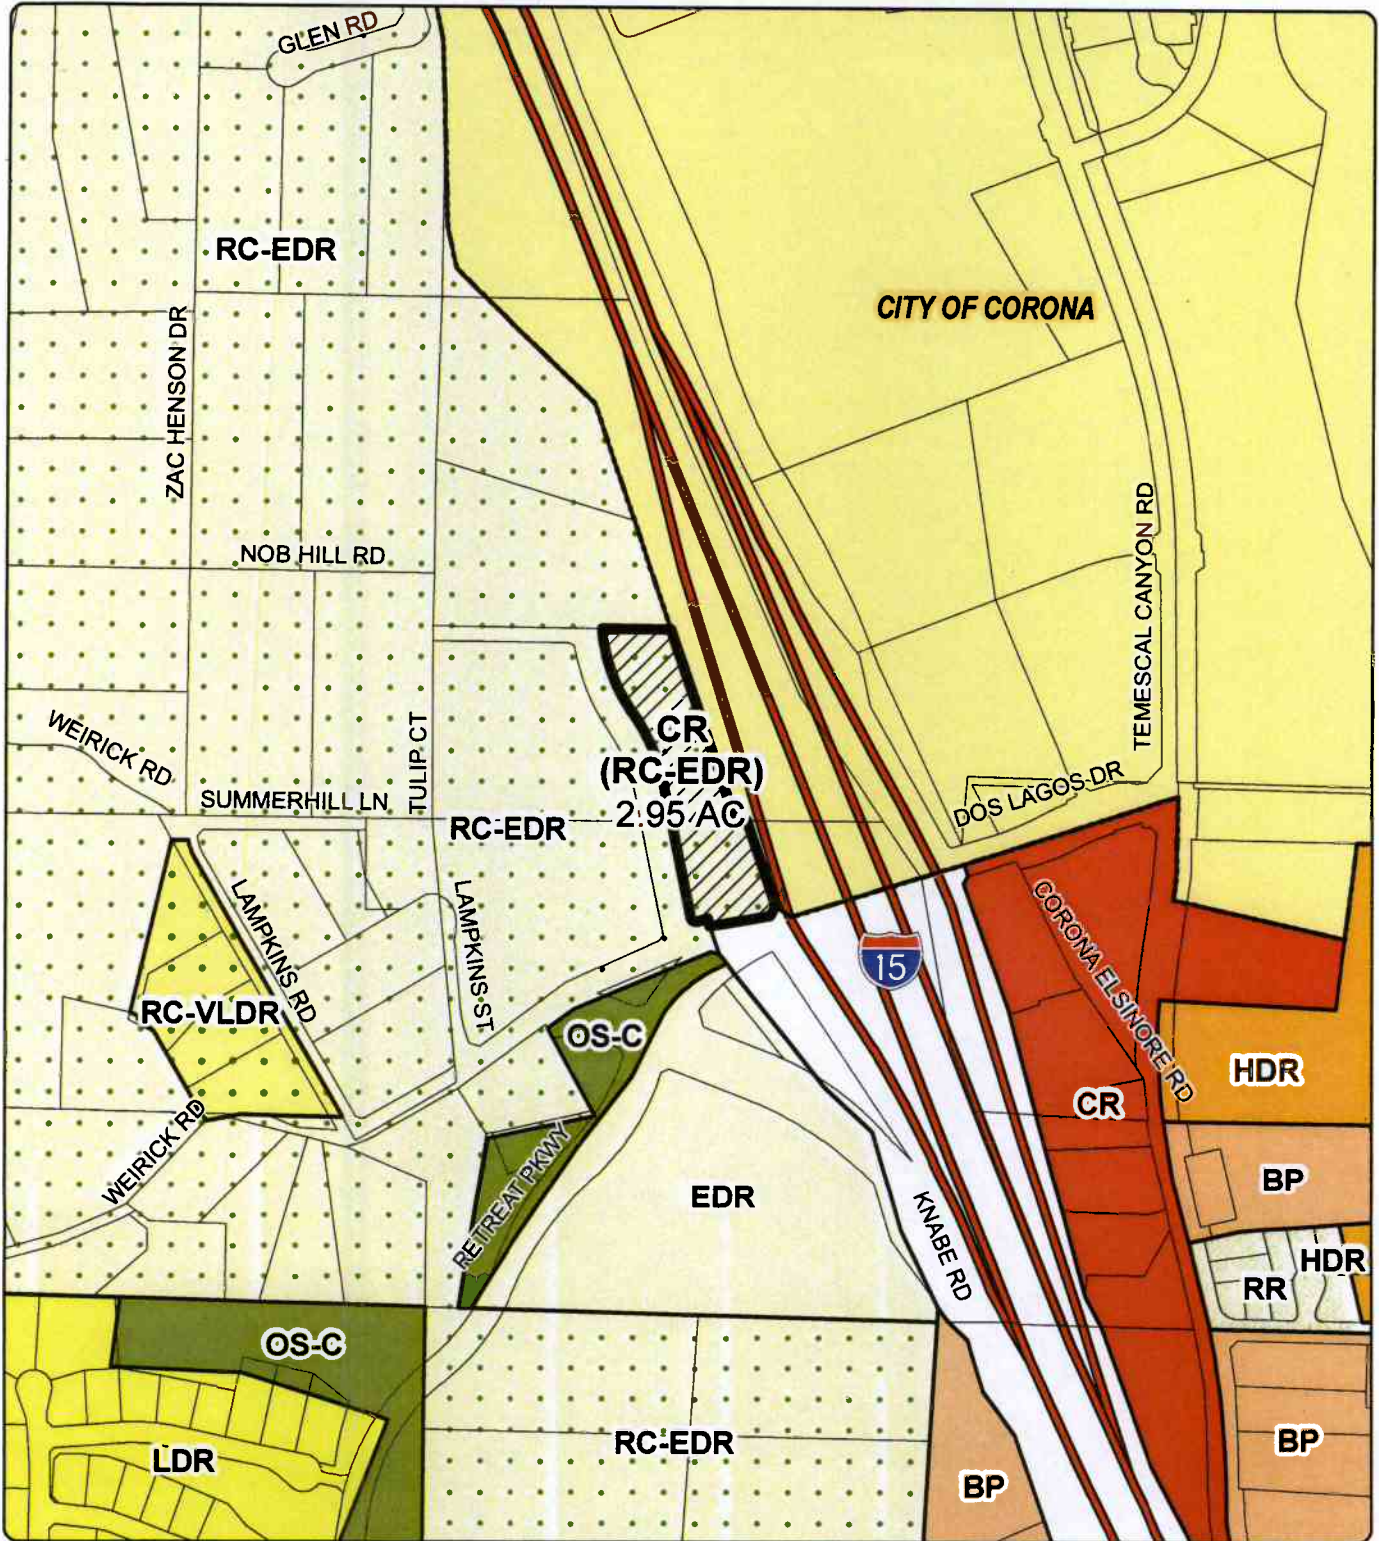 GLEN RD
RC-EDR
CITY OF CORONA
ZAC HENSON DR
NOB HILL RD
TEMESCAL CANYON RD
WEIRICK RD
TULIP CT
CR
(RC-EDR)
2.95 AC
SUMMERHILL LN
RC-EDR
DOS LAGOS DR
LAMPKINS RD
LAMPKINS ST
CORONA ELSINORE RD
15
RC-VLDR
OS-C
HDR
CR
WEIRICK RD
RETREAT PKWY
EDR
BP
KNABE RD
HDR
RR
OS-C
RC-EDR
BP
LDR
BP